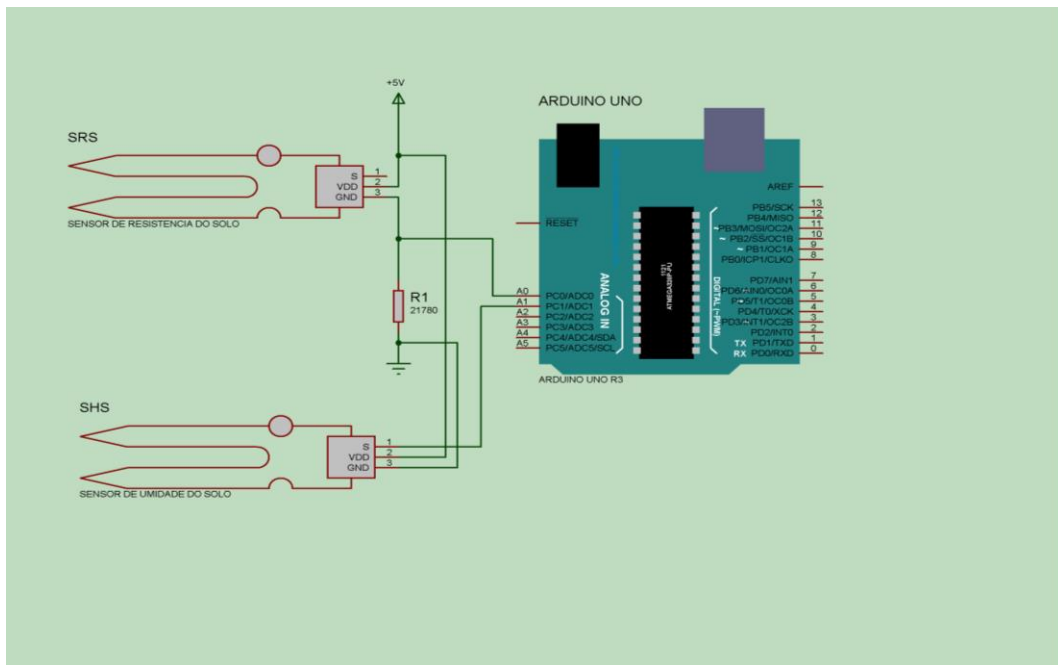 +5V
ARDUINO UNO
SRS
S 1
VDD 2
GND 3
SENSOR DE RESISTENCIA DO SOLO
R1
21780
SHS
S 1
VDD 2
GND 3
SENSOR DE UMIDADE DO SOLO
RESET
ANALOG IN
A0 PC0/ADC0
A1 PC1/ADC1
A2 PC2/ADC2
A3 PC3/ADC3
A4 PC4/ADC4/SDA
A5 PC5/ADC5/SCL
1121
ATMEGA328P-PU
DIGITAL (~PWM)
AREF
PB5/SCK 13
PB4/MISO 12
~PB3/MOSI/OC2A 11
~ PB2/SS/OC1B 10
~ PB1/OC1A 9
PB0/ICP1/CLKO 8
PD7/AIN1 7
PD6/AIN0/OC0A 6
PD5/T1/OC0B 5
PD4/T0/XCK 4
PD3/INT1/OC2B 3
PD2/INT0 2
TX PD1/TXD 1
RX PD0/RXD 0
ARDUINO UNO R3